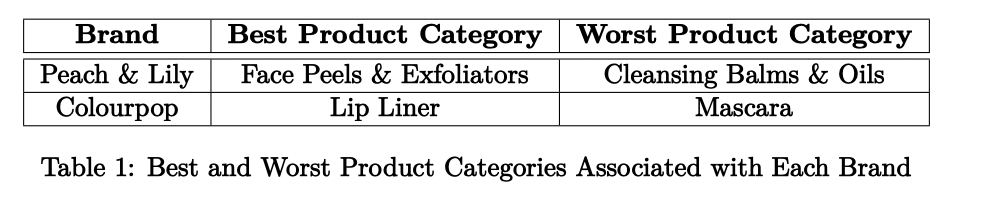 Brand Best Product Category Worst Product Category
Peach & Lily Face Peels & Exfoliators Cleansing Balms & Oils
Colourpop Lip Liner Mascara
Table 1: Best and Worst Product Categories Associated with Each Brand